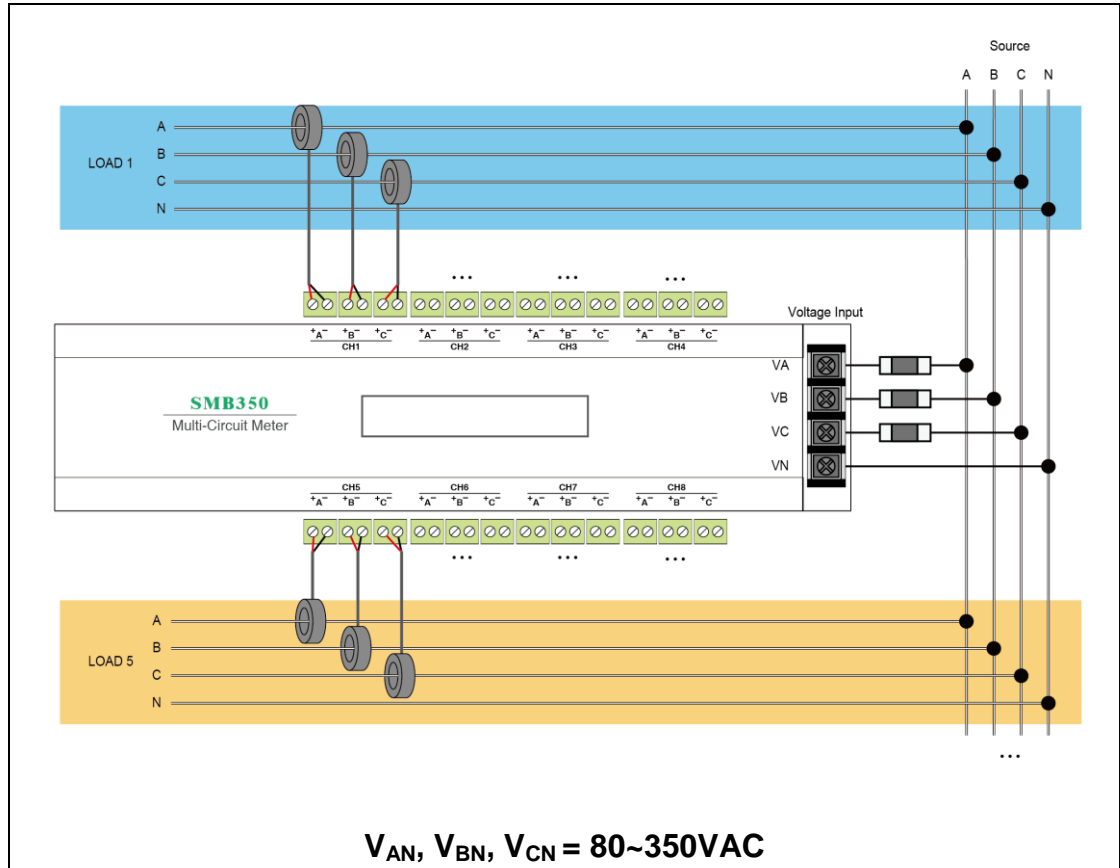 Source
A B C N
A
B
LOAD 1
C
N
... ... ...
Voltage Input
+A− +B− +C− +A− +B− +C− +A− +B− +C− +A− +B− +C−
CH1 CH2 CH3 CH4
VA
SMB350
VB
Multi-Circuit Meter
VC
VN
CH5 CH6 CH7 CH8
+A− +B− +C− +A− +B− +C− +A− +B− +C− +A− +B− +C−
... ... ...
A
B
LOAD 5
C
N
...
VAN, VBN, VCN = 80~350VAC